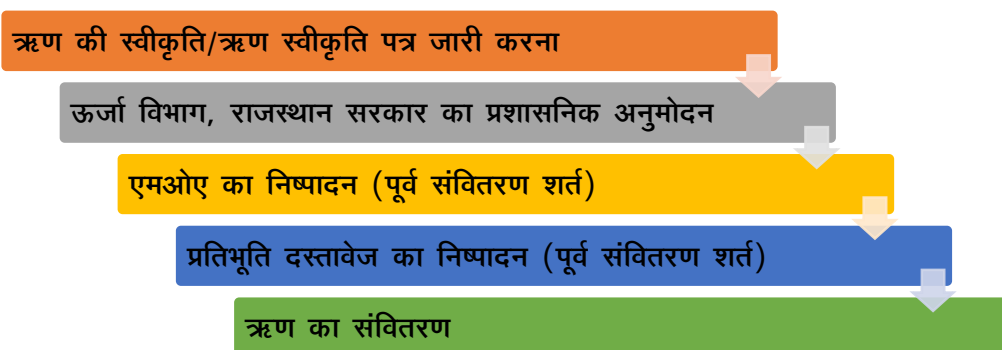 ऋण की स्वीकृति/ऋण स्वीकृति पत्र जारी करना
ऊर्जा विभाग, राजस्थान सरकार का प्रशासनिक अनुमोदन
एमओए का निष्पादन (पूर्व संवितरण शर्त)
प्रतिभूति दस्तावेज का निष्पादन (पूर्व संवितरण शर्त)
ऋण का संवितरण